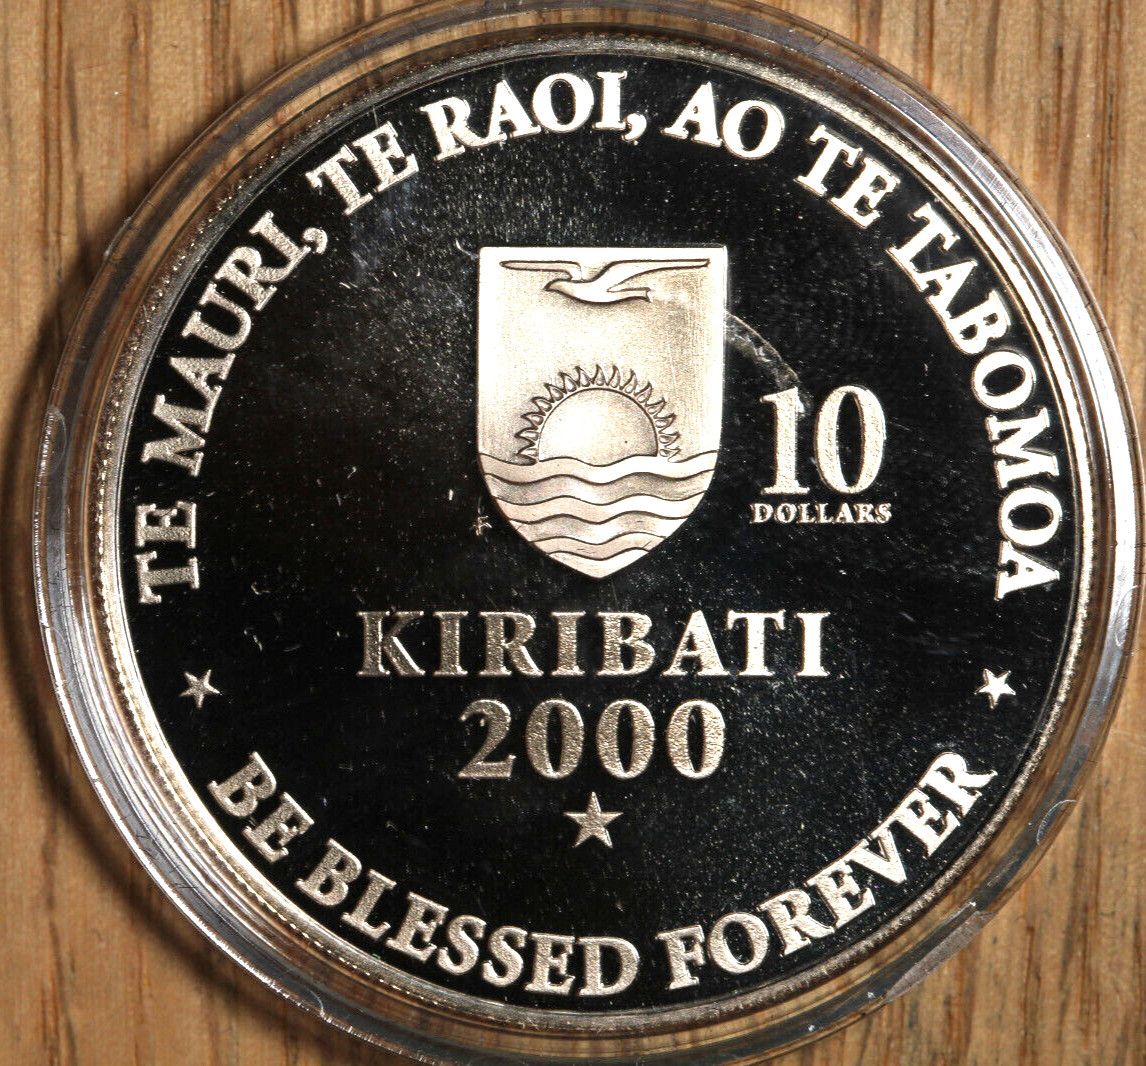 TE MAURI, TE RAOI, AO TE TABOMOA
10
DOLLARS
KIRIBATI
2000
BE BLESSED FOREVER